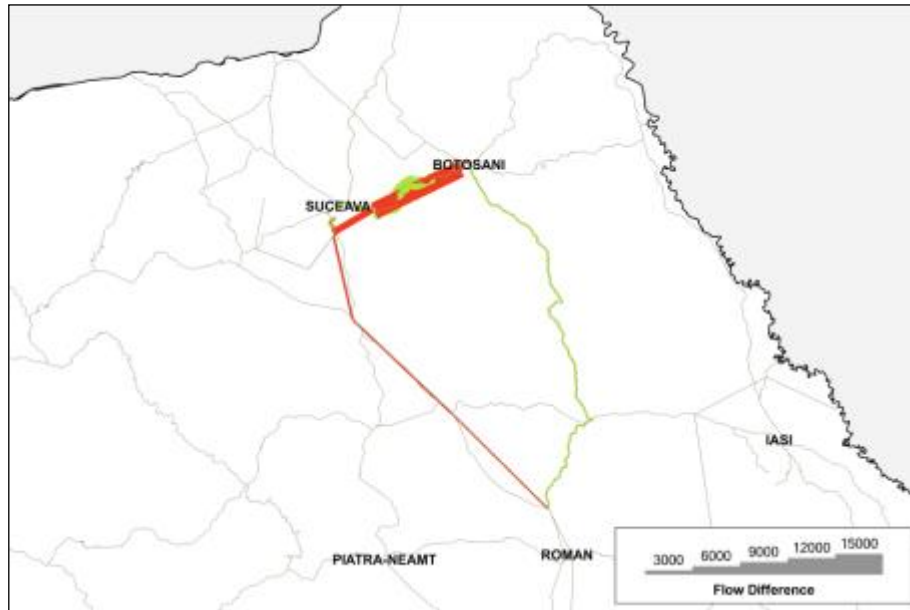 BOTOSANI
SUCEAVA
IASI
PIATRA-NEAMT
ROMAN
3000 6000 9000 12000 15000
Flow Difference